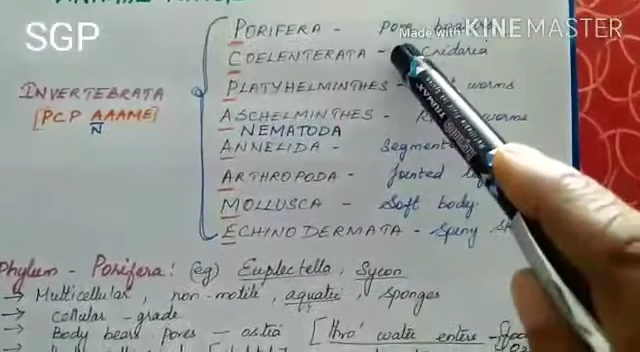 SGP
Made with KINEMASTER
PORIFERA - Pore
COELENTERATA - Cnidaria
INVERTEBRATA
[PCP AAAME]
N
PLATYHELMINTHES - worms
ASCHELMINTHES - worms
NEMATODA
ANNELIDA -
ARTHROPODA - Jointed
MOLLUSCA - Soft body
ECHINODERMATA - Spiny
Phylum - Porifera: (eg) Euplectella, Sycon
→ Multicellular, non-motile, aquatic, sponges
→ Cellular - grade
→ Body bears pores - ostia [thro' water enters -